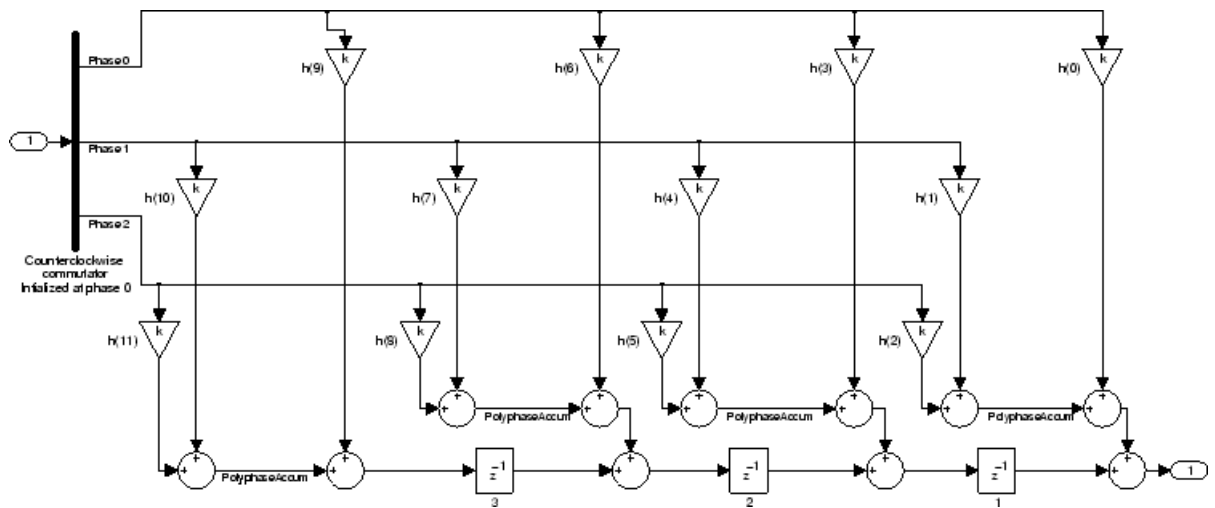 Phase 0
k
k
k
k
h(9)
h(6)
h(3)
h(0)
1
Phase 1
k
k
k
k
h(10)
h(7)
h(4)
h(1)
Phase 2
Counterclockwise
commutator
Initialized at phase 0
k
k
k
k
h(11)
h(8)
h(5)
h(2)
+
+
+
+
+
+
+
+
+
+
+
+
PolyphaseAccum
PolyphaseAccum
PolyphaseAccum
+
+
+
+
+
+
+
+
+
+
PolyphaseAccum
z⁻¹
z⁻¹
z⁻¹
1
3
2
1